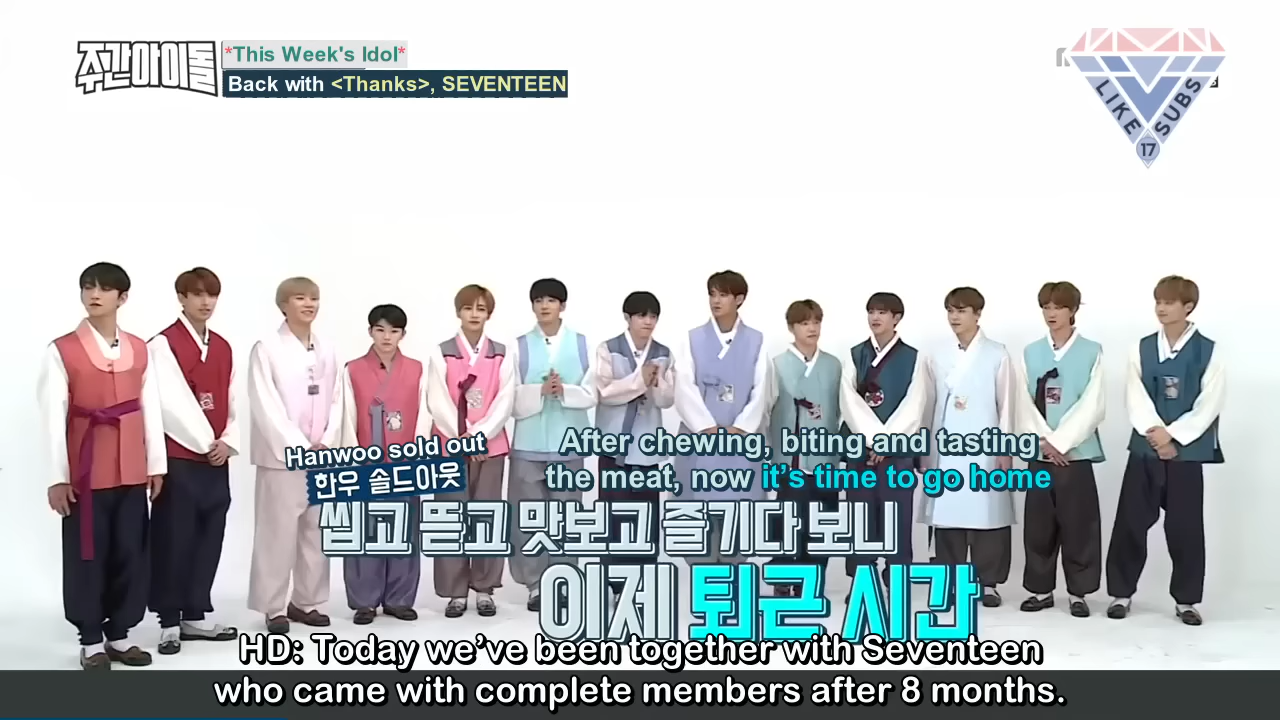 주간아이돌
*This Week's Idol*
Back with <Thanks>, SEVENTEEN
LIKE SUBS
17
Hanwoo sold out
한우 솔드아웃
After chewing, biting and tasting
the meat, now it's time to go home
씹고 뜯고 맛보고 즐기다 보니
이제 퇴근 시간
HD: Today we've been together with Seventeen
who came with complete members after 8 months.